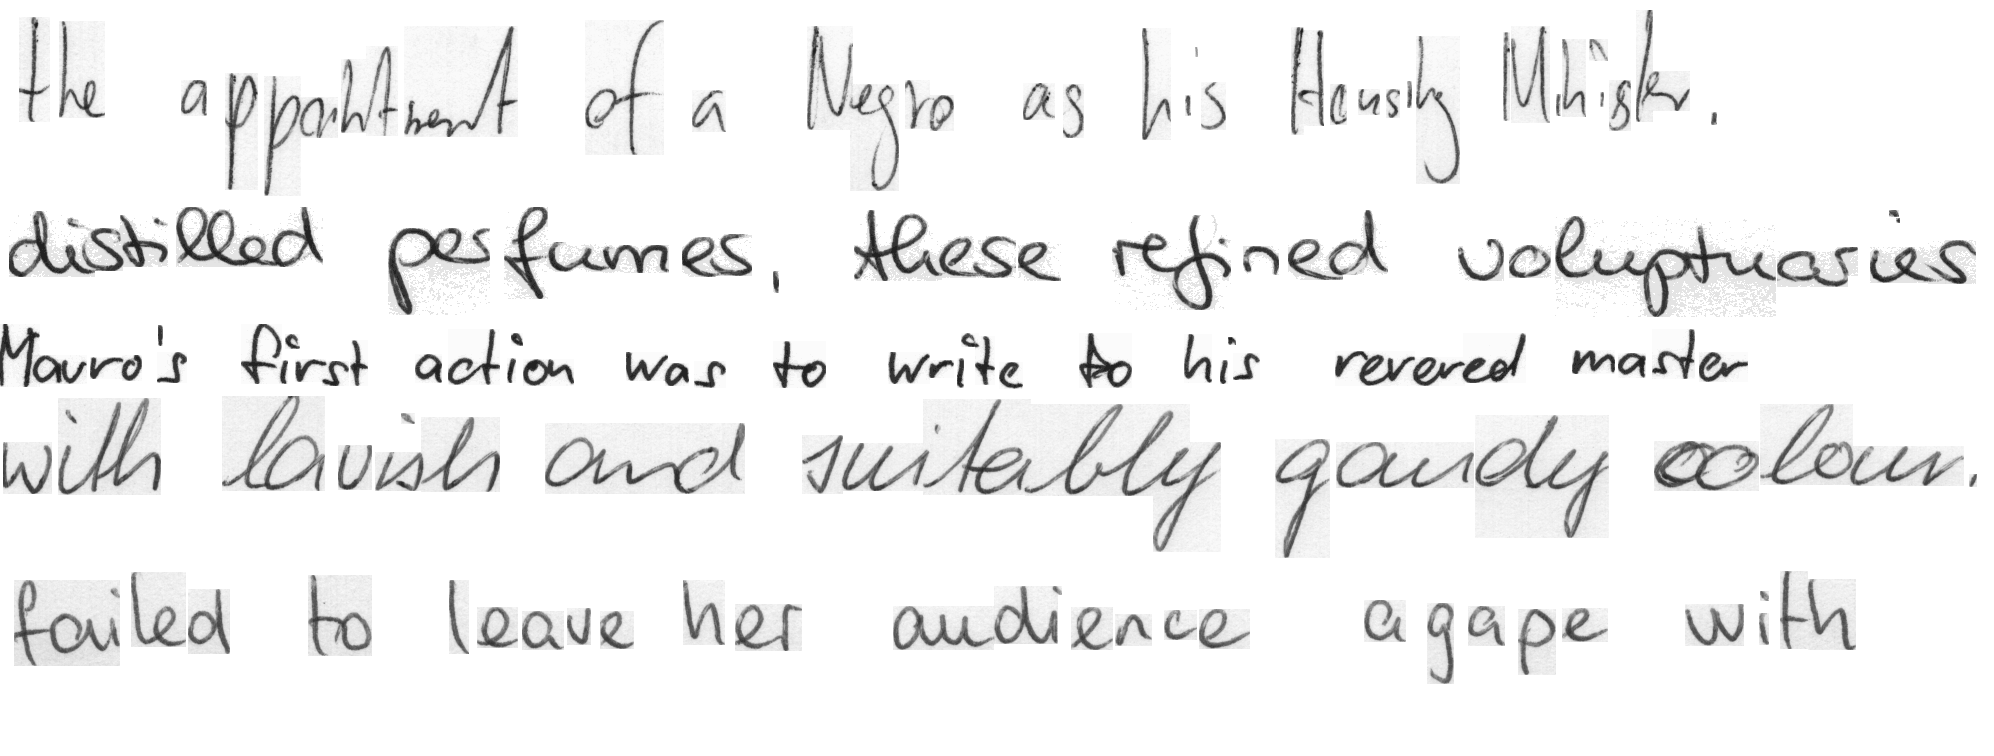 the appointment of a Negro as his Housing Minister.
distilled perfumes, these refined voluptuaries
Mavro's first action was to write to his revered master
with lavish and suitably gaudy colour.
failed to leave her audience agape with